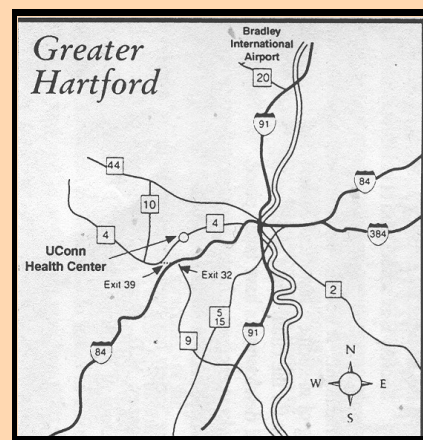 Greater
Hartford
Bradley
International
Airport
20
91
44
84
10
4
4
384
UConn
Health Center
Exit 39
Exit 32
2
5
15
9
91
84
N
W
E
S